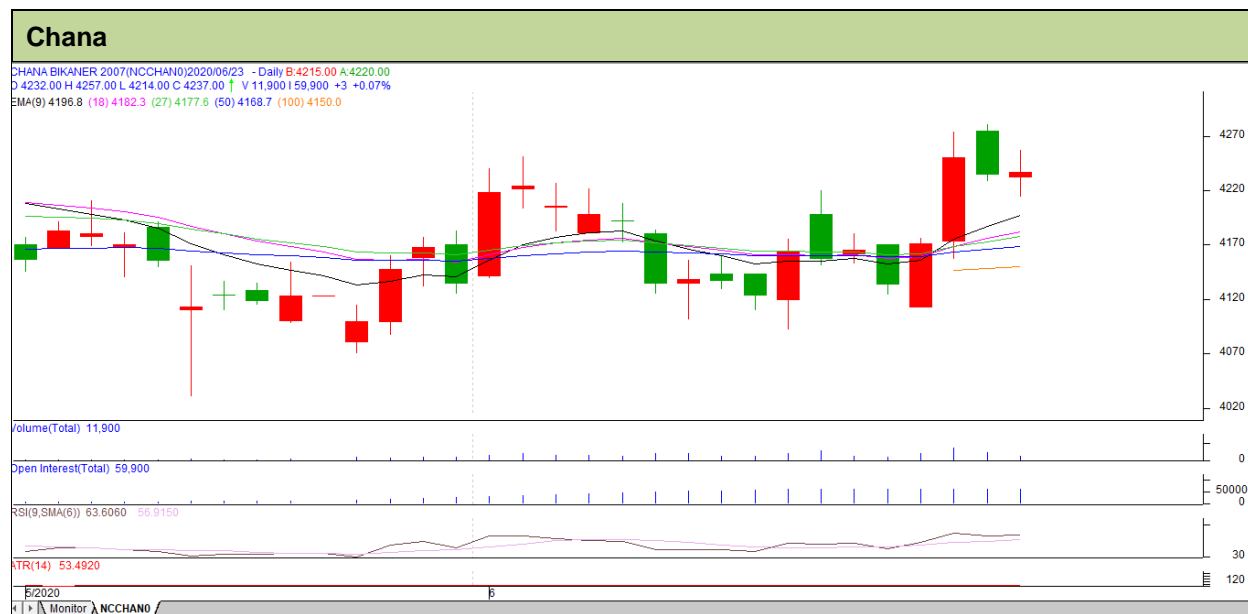 Chana
CHANA BIKANER 2007(NCCHAN0)2020/06/23 - Daily B:4215.00 A:4220.00
O 4232.00 H 4257.00 L 4214.00 C 4237.00 V 11,900 I 59,900 +3 +0.07%
EMA(9) 4196.8 (18) 4182.3 (27) 4177.6 (50) 4168.7 (100) 4150.0
4270
4220
4170
4120
4070
4020
Volume(Total) 11,900
0
Open Interest(Total) 59,900
50000
0
RSI(9,SMA(6)) 63.6060 56.9150
30
ATR(14) 53.4920
120
5/2020 6
Monitor NCCHAN0